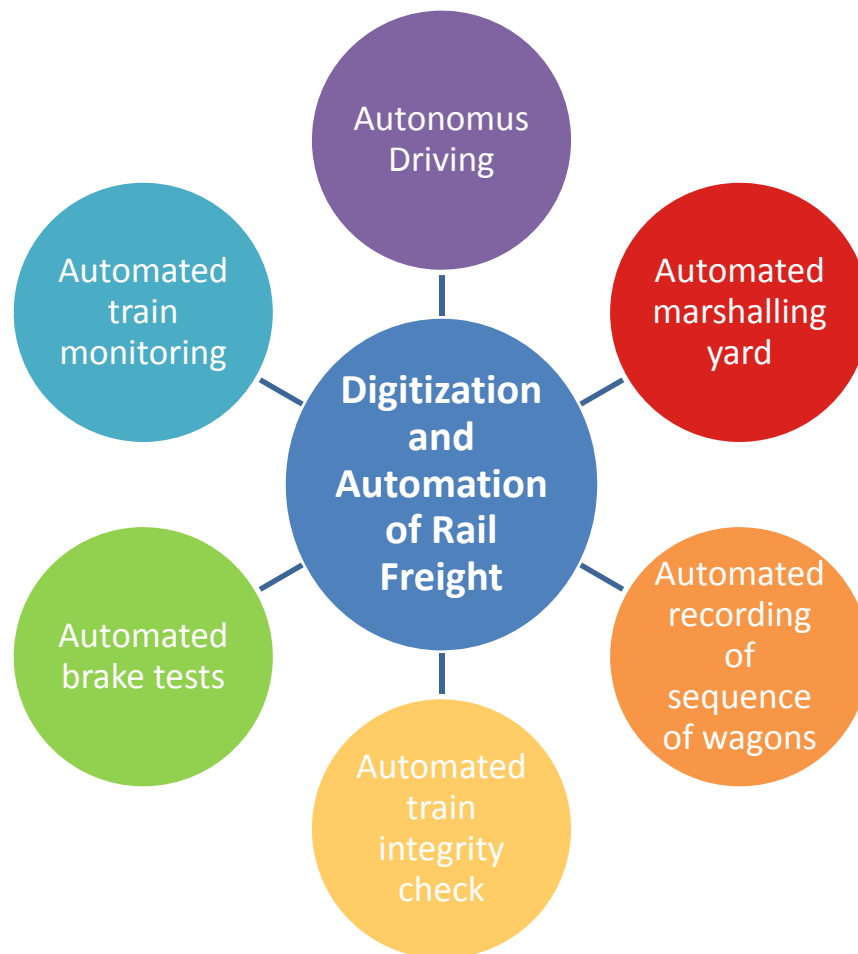 Autonomus
Driving
Automated
train
monitoring
Automated
marshalling
yard
Digitization
and
Automation
of Rail
Freight
Automated
brake tests
Automated
recording
of
sequence
of wagons
Automated
train
integrity
check